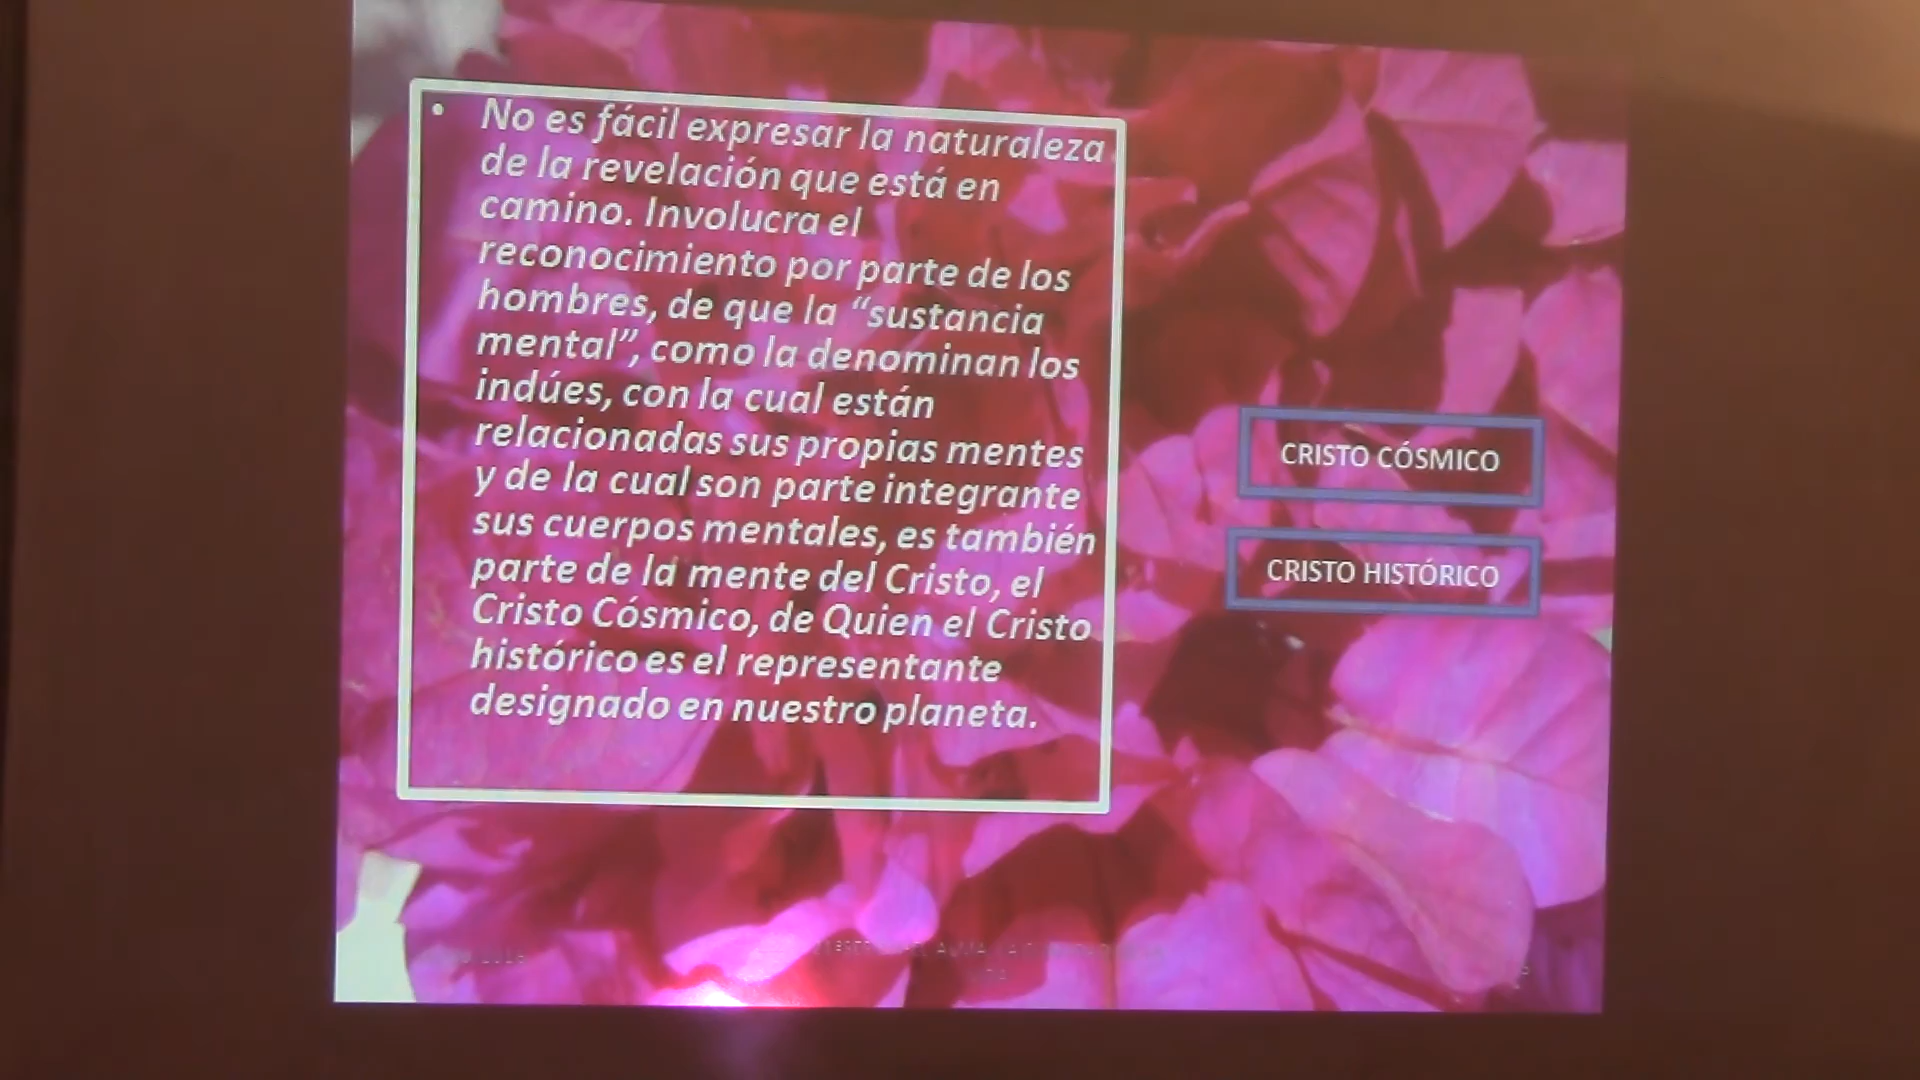 • No es fácil expresar la naturaleza
de la revelación que está en
camino. Involucra el
reconocimiento por parte de los
hombres, de que la “sustancia
mental”, como la denominan los
indúes, con la cual están
relacionadas sus propias mentes
y de la cual son parte integrante
sus cuerpos mentales, es también
parte de la mente del Cristo, el
Cristo Cósmico, de Quien el Cristo
histórico es el representante
designado en nuestro planeta.
CRISTO CÓSMICO
CRISTO HISTÓRICO